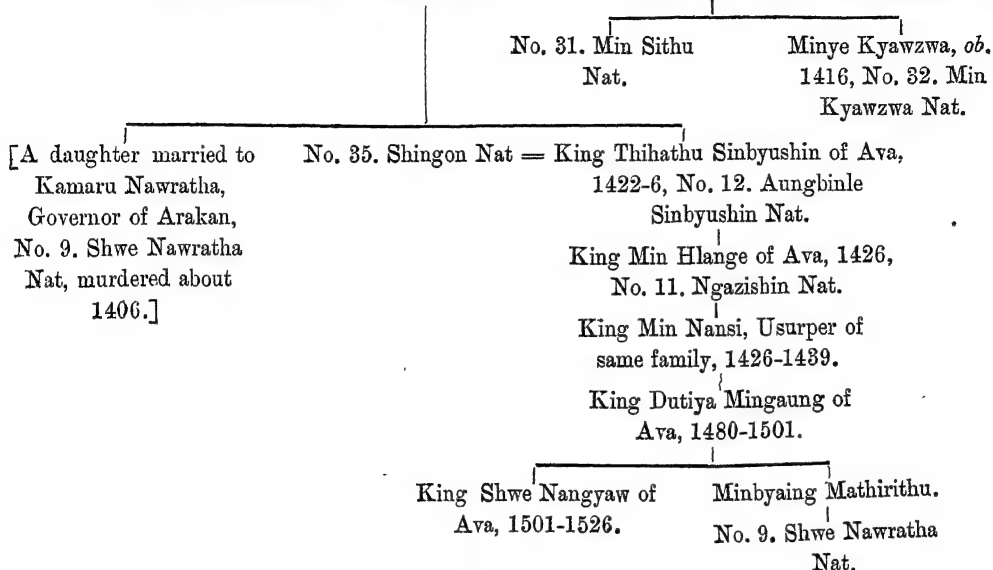 No. 31. Min Sithu
Nat.
Minye Kyawzwa, ob.
1416, No. 32. Min
Kyawzwa Nat.
[A daughter married to
Kamaru Nawratha,
Governor of Arakan,
No. 9. Shwe Nawratha
Nat, murdered about
1406.]
No. 35. Shingon Nat = King Thihathu Sinbyushin of Ava,
1422-6, No. 12. Aungbinle
Sinbyushin Nat.
King Min Hlange of Ava, 1426,
No. 11. Ngazishin Nat.
King Min Nansi, Usurper of
same family, 1426-1439.
King Dutiya Mingaung of
Ava, 1480-1501.
King Shwe Nangyaw of
Ava, 1501-1526.
Minbyaing Mathirithu.
No. 9. Shwe Nawratha
Nat.